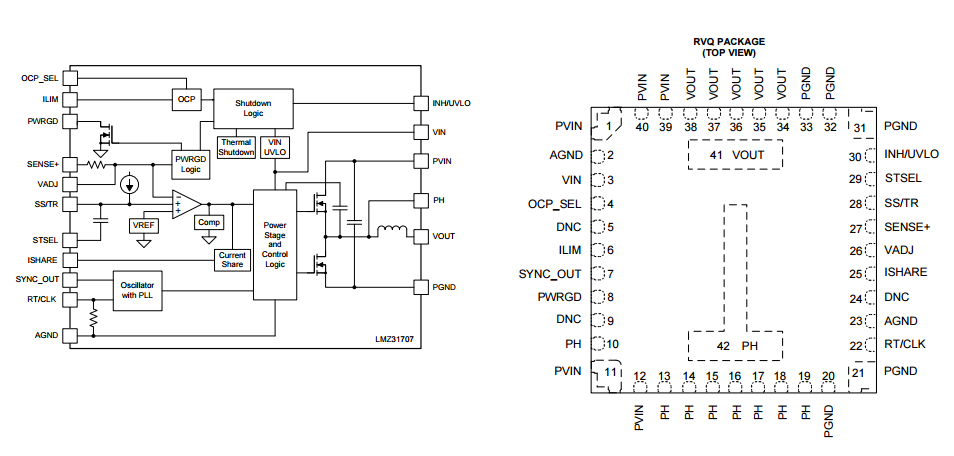 OCP_SEL
ILIM
PWRGD
SENSE+
VADJ
SS/TR
STSEL
ISHARE
SYNC_OUT
RT/CLK
AGND
OCP
Shutdown
Logic
Thermal
Shutdown
VIN
UVLO
PWRGD
Logic
VREF
Comp
Current
Share
Oscillator
with PLL
Power
Stage
and
Control
Logic
INH/UVLO
VIN
PVIN
PH
VOUT
PGND
LMZ31707
RVQ PACKAGE
(TOP VIEW)
PVIN
PVIN
VOUT
VOUT
VOUT
VOUT
VOUT
PGND
PGND
40 39 38 37 36 35 34 33 32
PVIN 1
AGND 2
VIN 3
OCP_SEL 4
DNC 5
ILIM 6
SYNC_OUT 7
PWRGD 8
DNC 9
PH 10
PVIN 11
41 VOUT
42 PH
31 PGND
30 INH/UVLO
29 STSEL
28 SS/TR
27 SENSE+
26 VADJ
25 ISHARE
24 DNC
23 AGND
22 RT/CLK
21 PGND
12 13 14 15 16 17 18 19 20
PVIN
PH
PH
PH
PH
PH
PH
PH
PGND